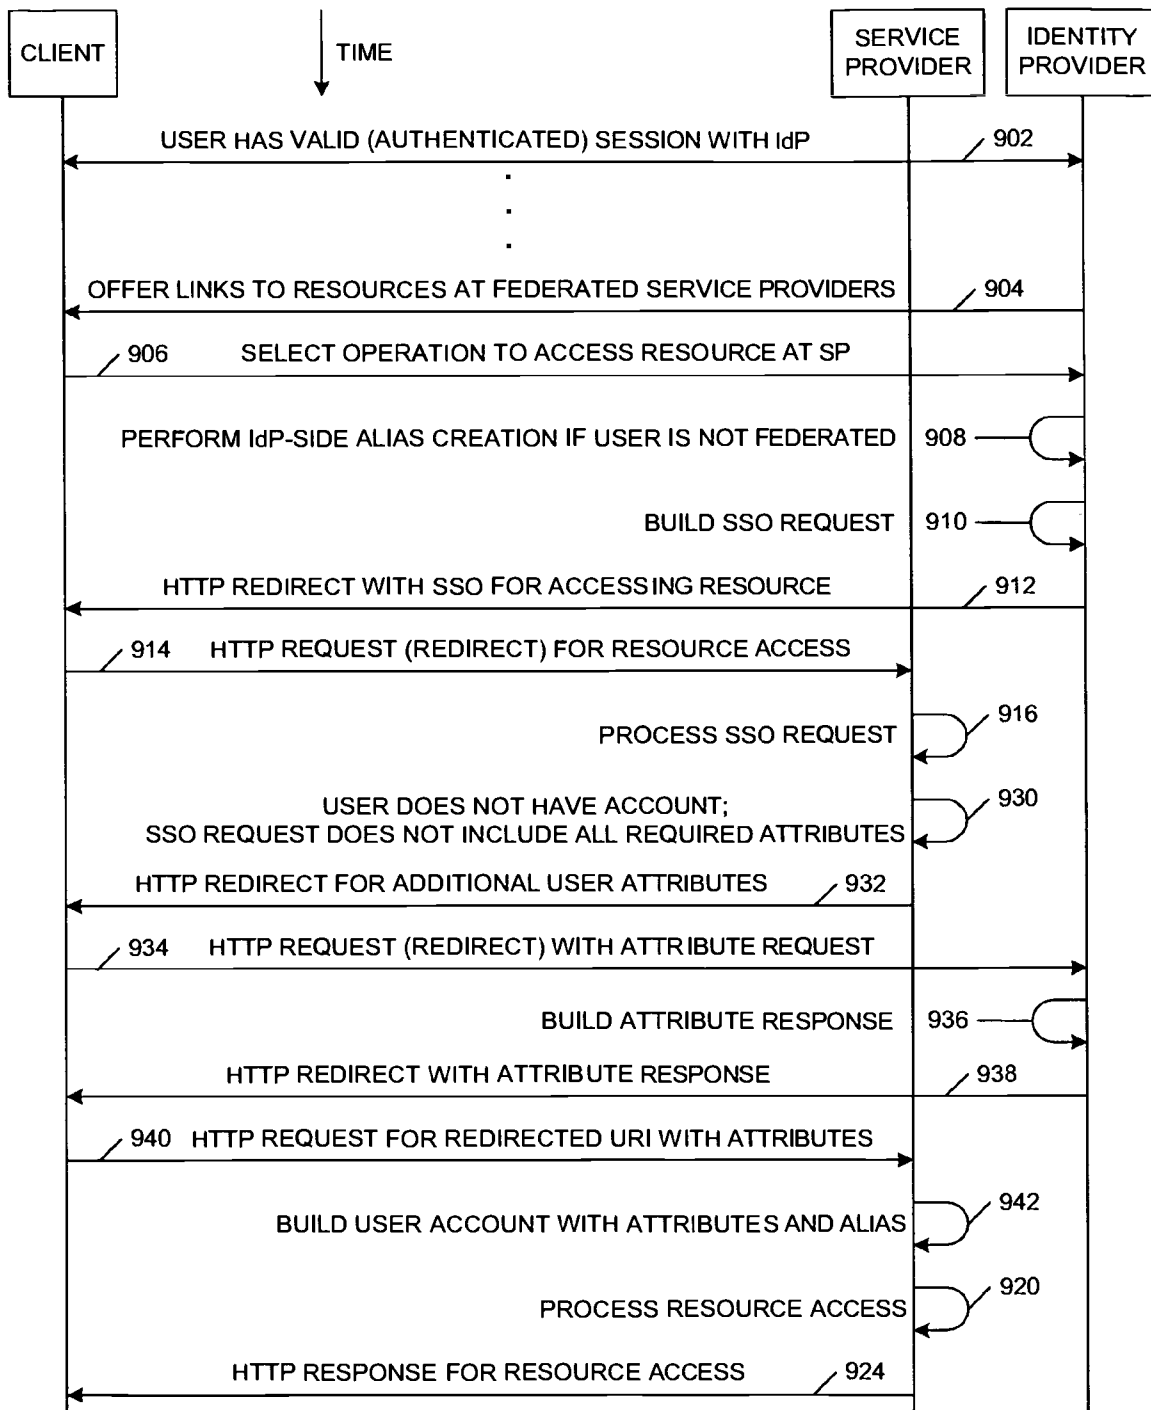 CLIENT
TIME
SERVICE
PROVIDER
IDENTITY
PROVIDER
USER HAS VALID (AUTHENTICATED) SESSION WITH IdP
902
OFFER LINKS TO RESOURCES AT FEDERATED SERVICE PROVIDERS
904
906
SELECT OPERATION TO ACCESS RESOURCE AT SP
PERFORM IdP-SIDE ALIAS CREATION IF USER IS NOT FEDERATED
908
BUILD SSO REQUEST
910
HTTP REDIRECT WITH SSO FOR ACCESSING RESOURCE
912
914
HTTP REQUEST (REDIRECT) FOR RESOURCE ACCESS
PROCESS SSO REQUEST
916
USER DOES NOT HAVE ACCOUNT;
SSO REQUEST DOES NOT INCLUDE ALL REQUIRED ATTRIBUTES
930
HTTP REDIRECT FOR ADDITIONAL USER ATTRIBUTES
932
934
HTTP REQUEST (REDIRECT) WITH ATTRIBUTE REQUEST
BUILD ATTRIBUTE RESPONSE
936
HTTP REDIRECT WITH ATTRIBUTE RESPONSE
938
940
HTTP REQUEST FOR REDIRECTED URI WITH ATTRIBUTES
BUILD USER ACCOUNT WITH ATTRIBUTES AND ALIAS
942
PROCESS RESOURCE ACCESS
920
HTTP RESPONSE FOR RESOURCE ACCESS
924